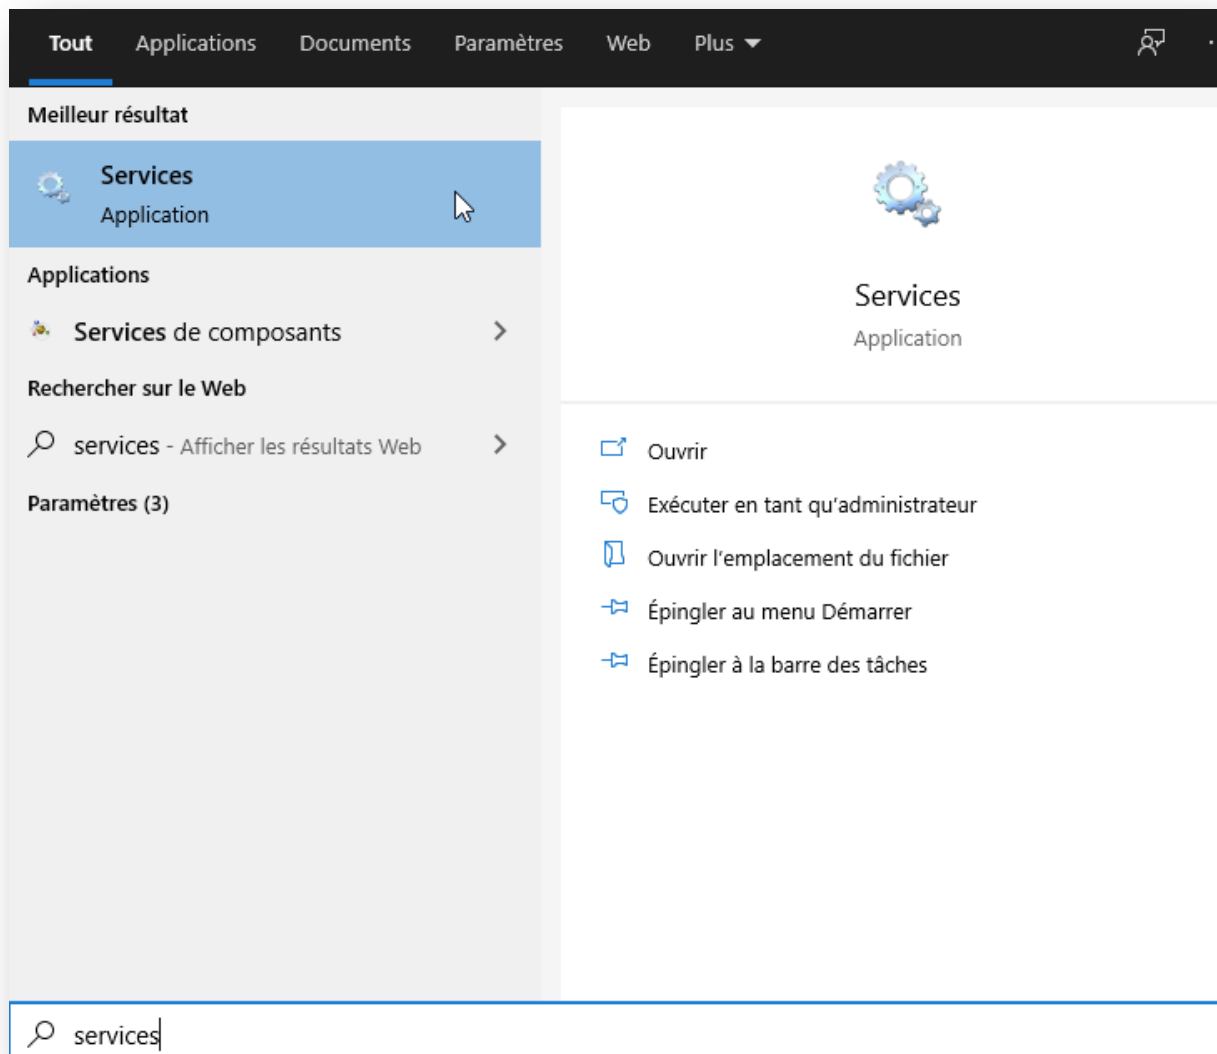 Tout Applications Documents Paramètres Web Plus
Meilleur résultat
Services
Application
Applications
Services de composants
Rechercher sur le Web
services - Afficher les résultats Web
Paramètres (3)
Services
Application
Ouvrir
Exécuter en tant qu'administrateur
Ouvrir l'emplacement du fichier
Épingler au menu Démarrer
Épingler à la barre des tâches
services